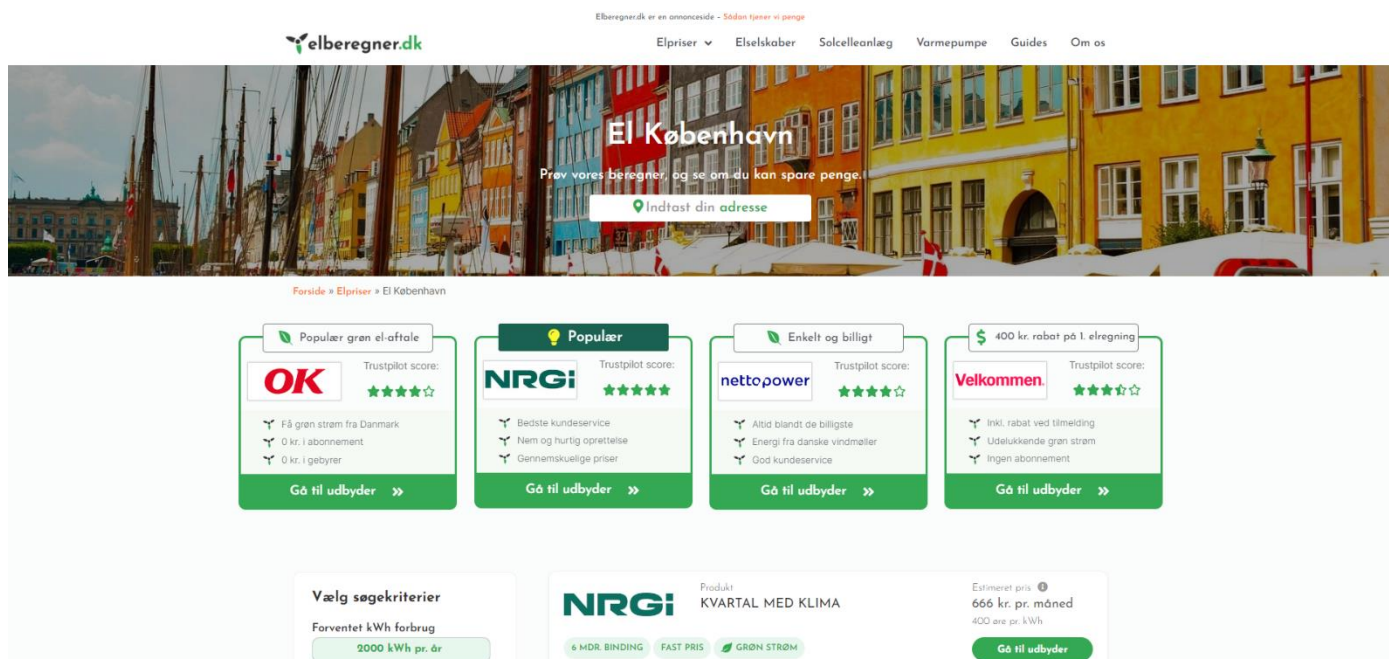 Elberegner.dk er en annonceside – Sådan tjener vi penge
elberegner.dk
Elpriser Elselskaber Solcelleanlæg Varmepumpe Guides Om os
El København
Prøv vores beregner, og se om du kan spare penge.
Indtast din adresse
37
Forside » Elpriser » El København
Populær grøn el-aftale
OK
Trustpilot score:
Få grøn strøm fra Danmark
0 kr. i abonnement
0 kr. i gebyrer
Gå til udbyder »
Populær
NRGi
Trustpilot score:
Bedste kundeservice
Nem og hurtig oprettelse
Gennemskuelige priser
Gå til udbyder »
Enkelt og billigt
nettopower
Trustpilot score:
Altid blandt de billigste
Energi fra danske vindmøller
God kundeservice
Gå til udbyder »
$ 400 kr. rabat på 1. elregning
Velkommen.
Trustpilot score:
Inkl. rabat ved tilmelding
Udelukkende grøn strøm
Ingen abonnement
Gå til udbyder »
Vælg søgekriterier
Forventet kWh forbrug
2000 kWh pr. år
NRGi
Produkt
KVARTAL MED KLIMA
6 MDR. BINDING FAST PRIS GRØN STRØM
Estimeret pris
666 kr. pr. måned
400 øre pr. kWh
Gå til udbyder